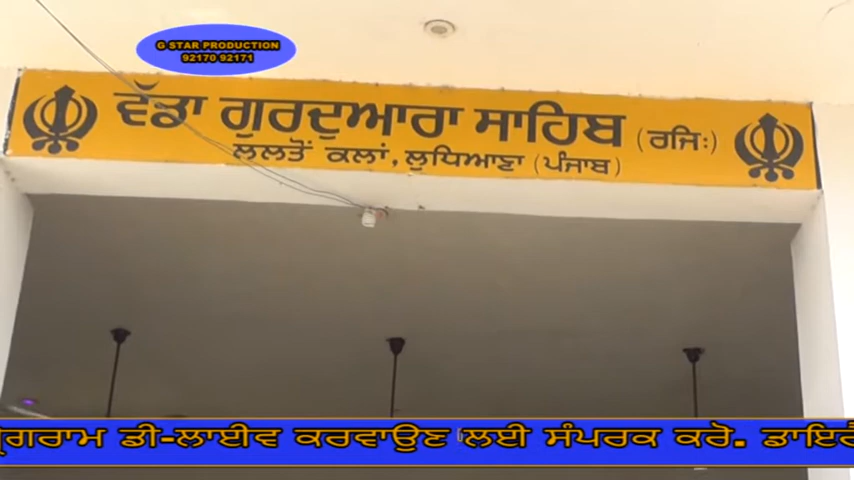 G STAR PRODUCTION
92170 92171
ਵੱਡਾ ਗੁਰਦੁਆਰਾ ਸਾਹਿਬ (ਰਜਿ:)
ਲਲਤੋਂ ਕਲਾਂ, ਲੁਧਿਆਣਾ (ਪੰਜਾਬ)
ਡੀ-ਲਾਈਵ ਕਰਵਾਉਣ ਲਈ ਸੰਪਰਕ ਕਰੋ.